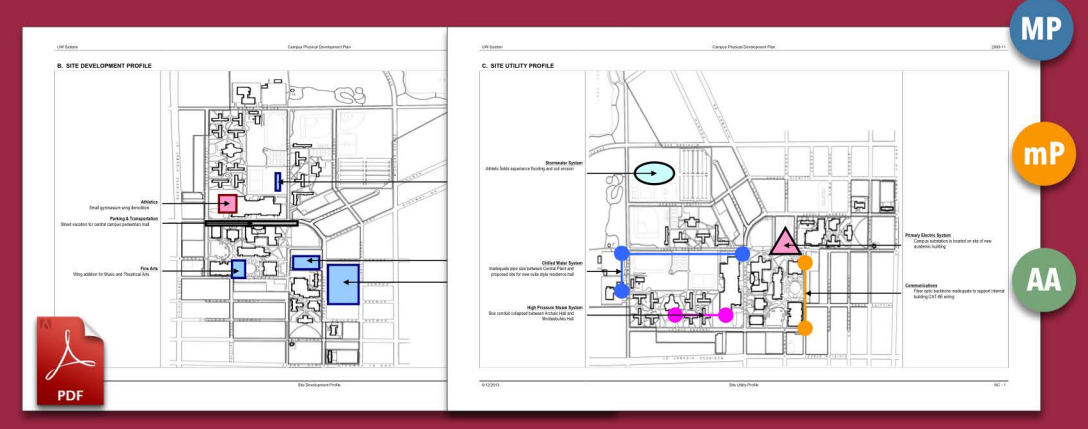 UW System
Campus Physical Development Plan
B. SITE DEVELOPMENT PROFILE
Athletics
Small gymnasium wing demolition
Parking & Transportation
Street vacation for central campus pedestrian mall
Fine Arts
Wing addition for Music and Theatrical Arts
Site Development Profile
PDF
UW System
Campus Physical Development Plan
2009-11
C. SITE UTILITY PROFILE
Stormwater System
Athletic fields experience flooding and soil erosion
Chilled Water System
Inadequate pipe size between Central Plant and
proposed site for new suite style residence hall
High Pressure Steam System
Box conduit collapsed between Archaic Hall and
Primary Electric System
Campus substation is located on site of new
academic building
Communications
Fiber optic backbone inadequate to support internal
building CAT-6E wiring
9/12/2013
Site Utility Profile
MP
mP
AA